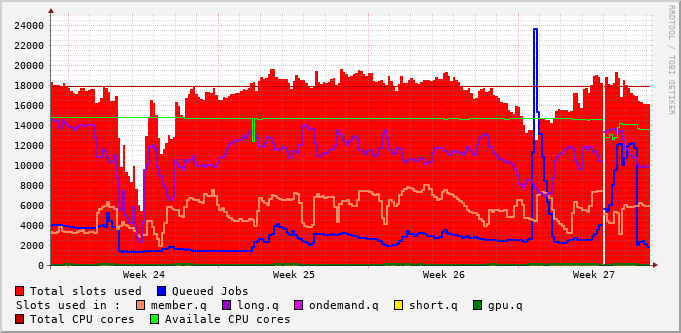 RRDTOOL / TOBI OETIKER
24000
22000
20000
18000
16000
14000
12000
10000
8000
6000
4000
2000
0
Week 24 Week 25 Week 26 Week 27
Total slots used Queued Jobs
Slots used in : member.q long.q ondemand.q short.q gpu.q
Total CPU cores Availale CPU cores